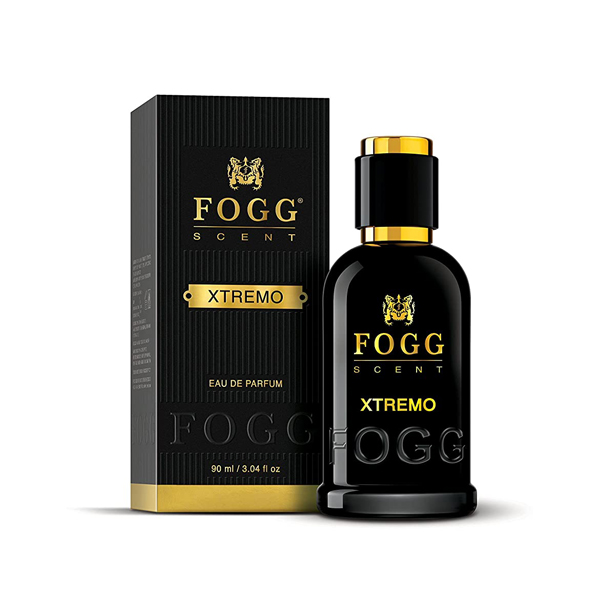 FOGG®
SCENT
XTREMO
EAU DE PARFUM
FOGG
90 ml / 3.04 fl oz
FOGG
SCENT
XTREMO
FOGG